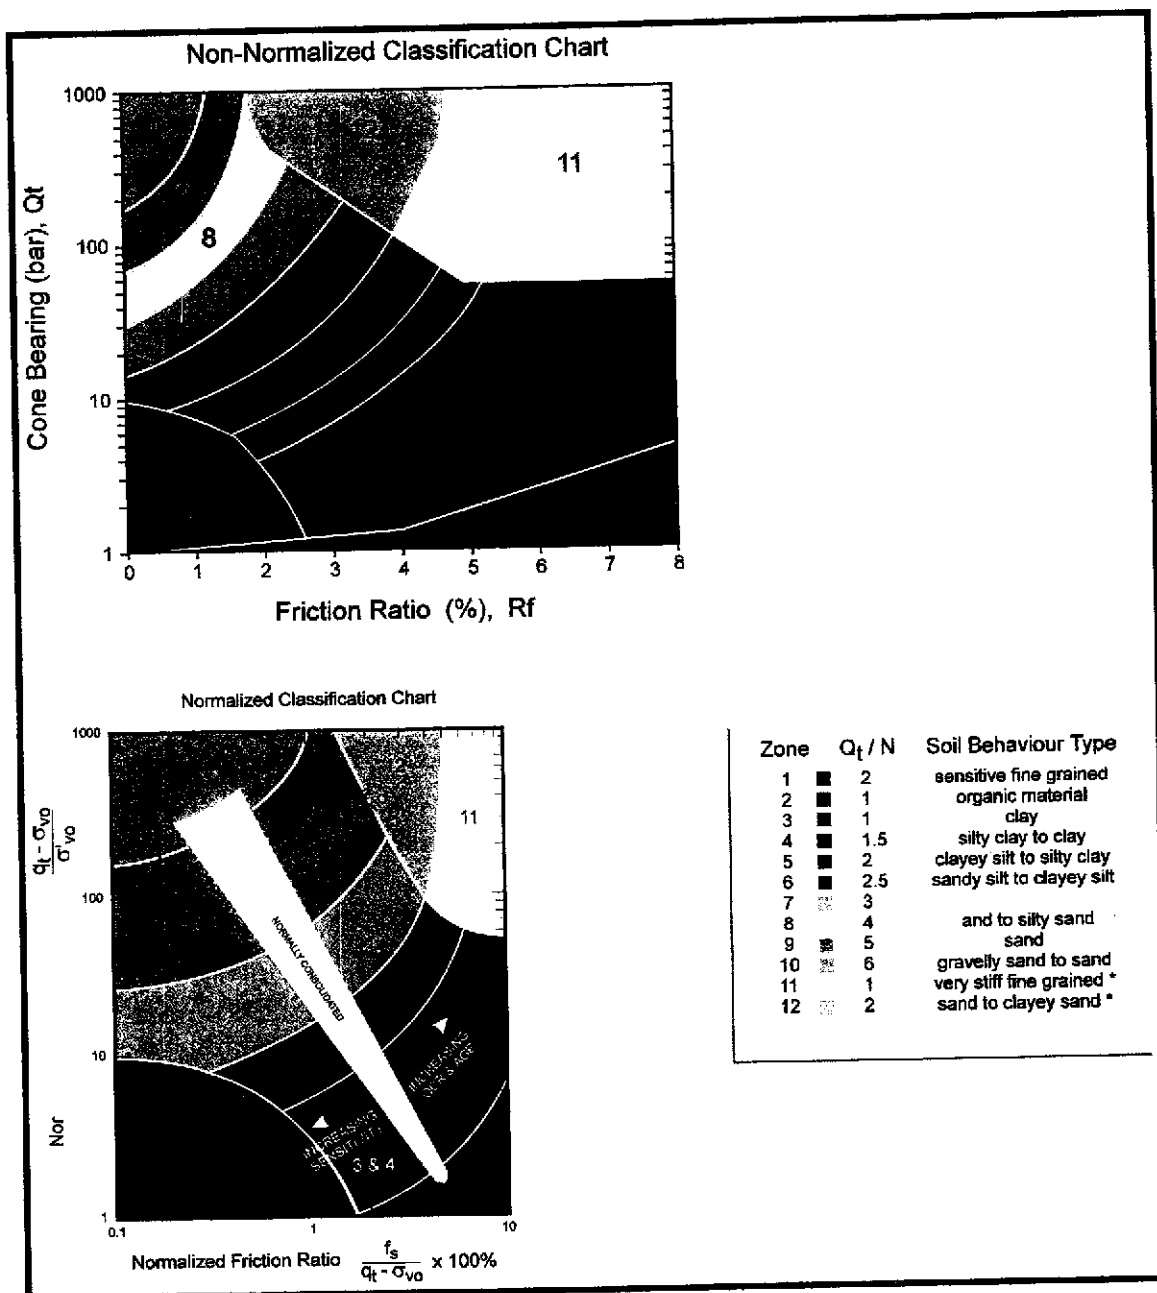 Non-Normalized Classification Chart
1000
100
10
1
Cone Bearing (bar), Qt
11
8
0 1 2 3 4 5 6 7 8
Friction Ratio (%), Rf
Normalized Classification Chart
1000
100
10
1
qt - σvo
σ'vo
Nor
11
NORMALLY CONSOLIDATED
INCREASING
OCR & AGE
INCREASING
SENSITIVITY
3 & 4
0.1 1 10
Normalized Friction Ratio fs / qt - σvo x 100%
Zone Qt / N Soil Behaviour Type
1 2 sensitive fine grained
2 1 organic material
3 1 clay
4 1.5 silty clay to clay
5 2 clayey silt to silty clay
6 2.5 sandy silt to clayey silt
7 3
8 4 and to silty sand
9 5 sand
10 6 gravelly sand to sand
11 1 very stiff fine grained *
12 2 sand to clayey sand *